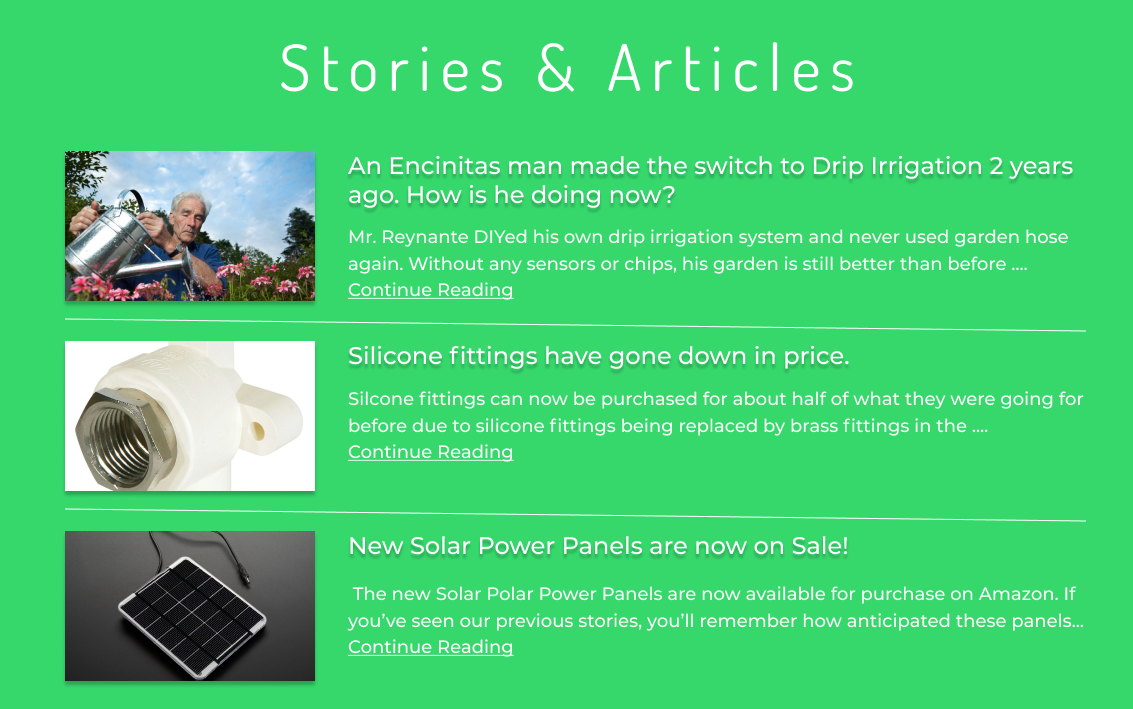 Stories & Articles
An Encinitas man made the switch to Drip Irrigation 2 years
ago. How is he doing now?
Mr. Reynante DIYed his own drip irrigation system and never used garden hose
again. Without any sensors or chips, his garden is still better than before ....
Continue Reading
Silicone fittings have gone down in price.
Silcone fittings can now be purchased for about half of what they were going for
before due to silicone fittings being replaced by brass fittings in the ....
Continue Reading
New Solar Power Panels are now on Sale!
The new Solar Polar Power Panels are now available for purchase on Amazon. If
you’ve seen our previous stories, you’ll remember how anticipated these panels...
Continue Reading